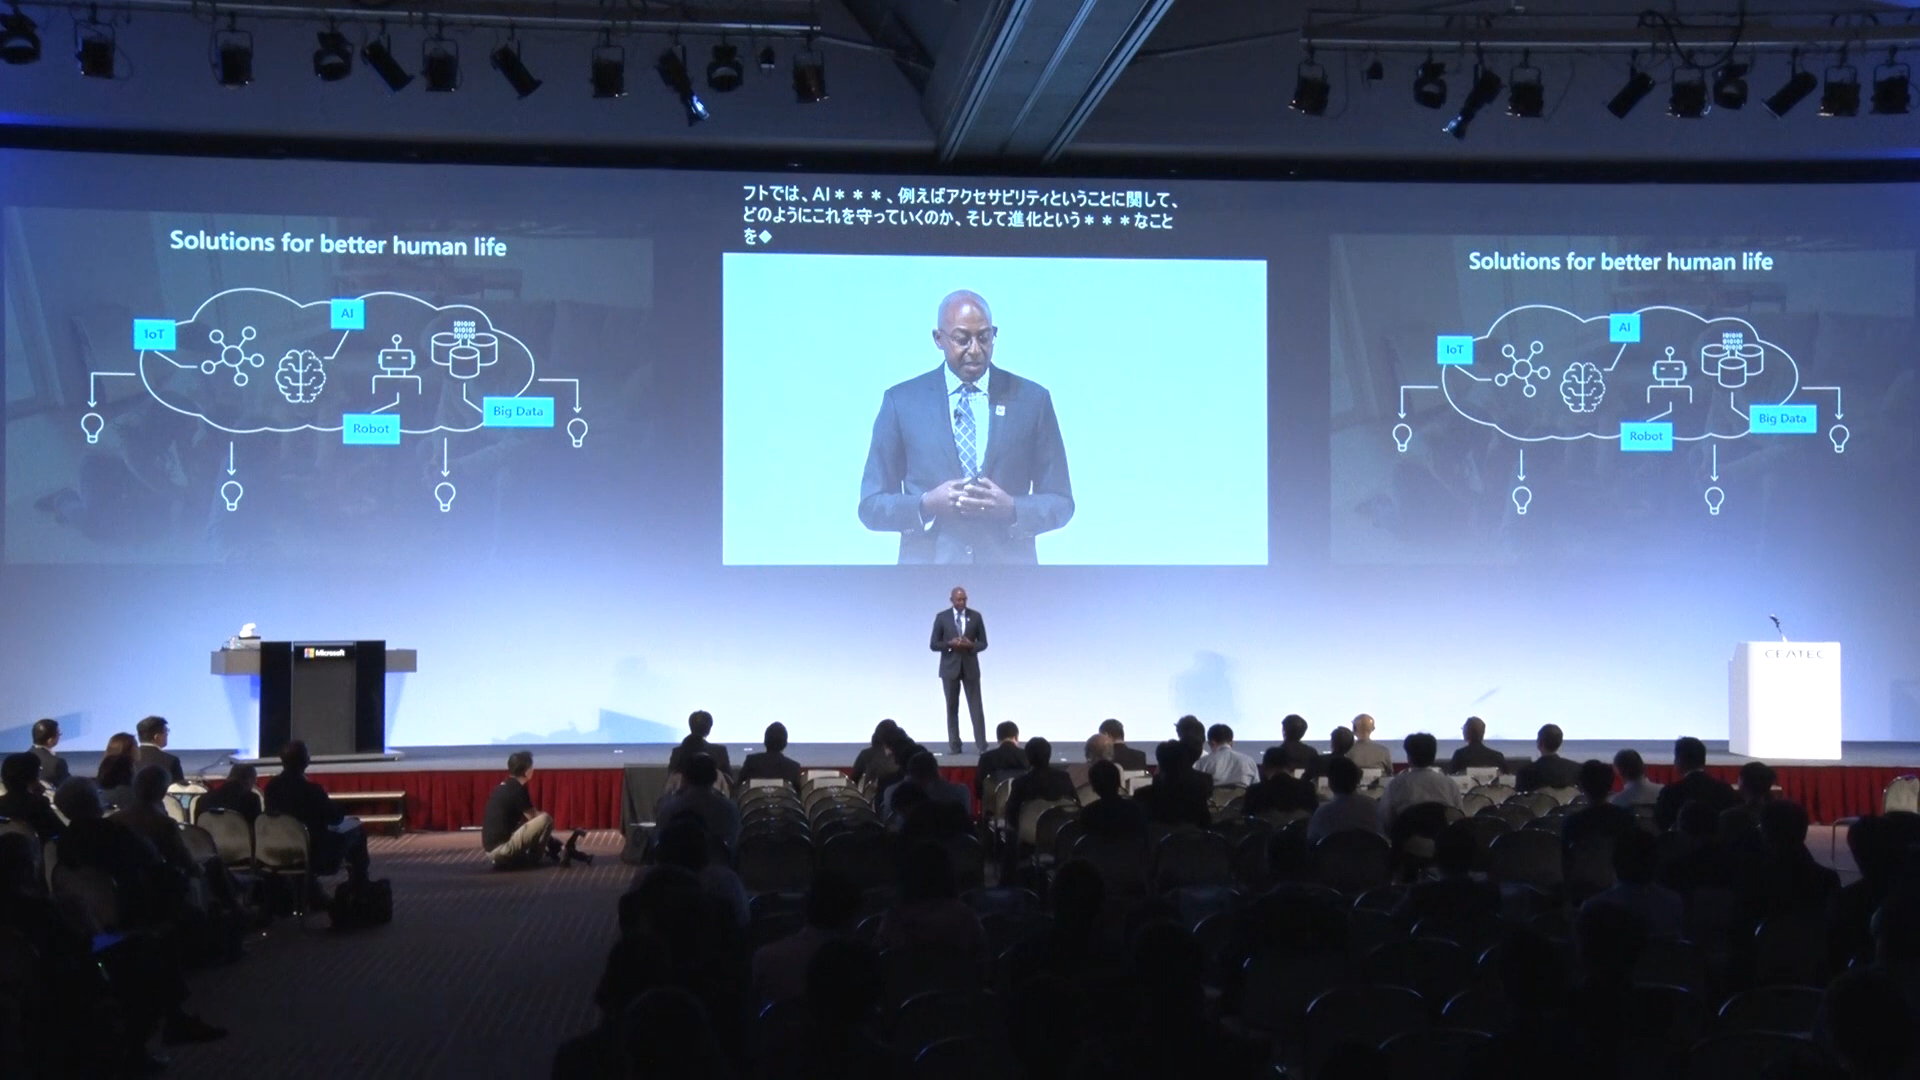 フトでは、AI＊＊＊、例えばアクセサビリティということに関して、
どのようにこれを守っていくのか、そして進化という＊＊＊なこと
を◆
Solutions for better human life
IoT
AI
Robot
Big Data
Solutions for better human life
IoT
AI
Robot
Big Data
Microsoft
CEATEC